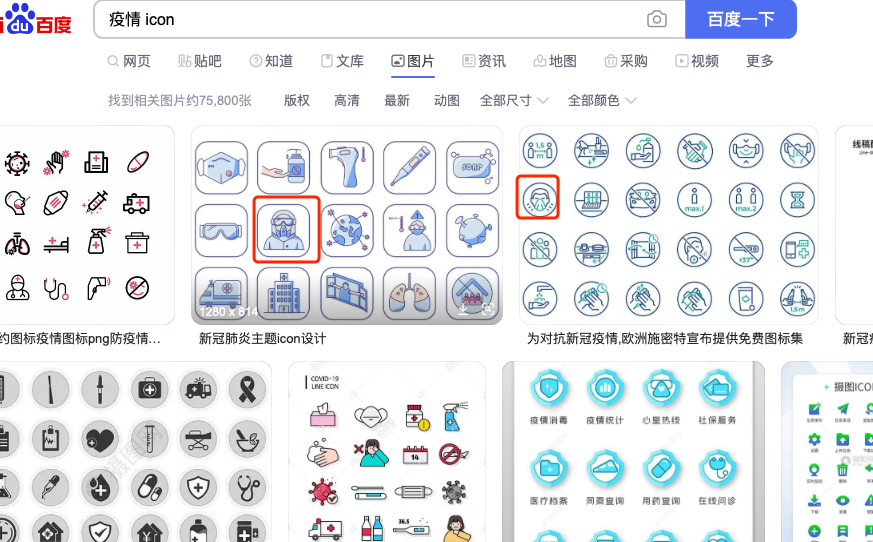 du百度
疫情 icon
百度一下
网页
贴吧
知道
文库
图片
资讯
地图
采购
视频
更多
找到相关图片约75,800张
版权
高清
最新
动图
全部尺寸
全部颜色
SOAP
1280 x 814
1,5 m
max.1
max.2
>37°
1,5m
线稿
约图标疫情图标png防疫情...
新冠肺炎主题icon设计
为对抗新冠疫情,欧洲施密特宣布提供免费图标集
新冠
COVID-19
LINE ICON
14
36.5
疫情消毒
疫情统计
心里热线
社保服务
医疗档案
同乘查询
用药查询
在线问诊
+ 摄图ICO